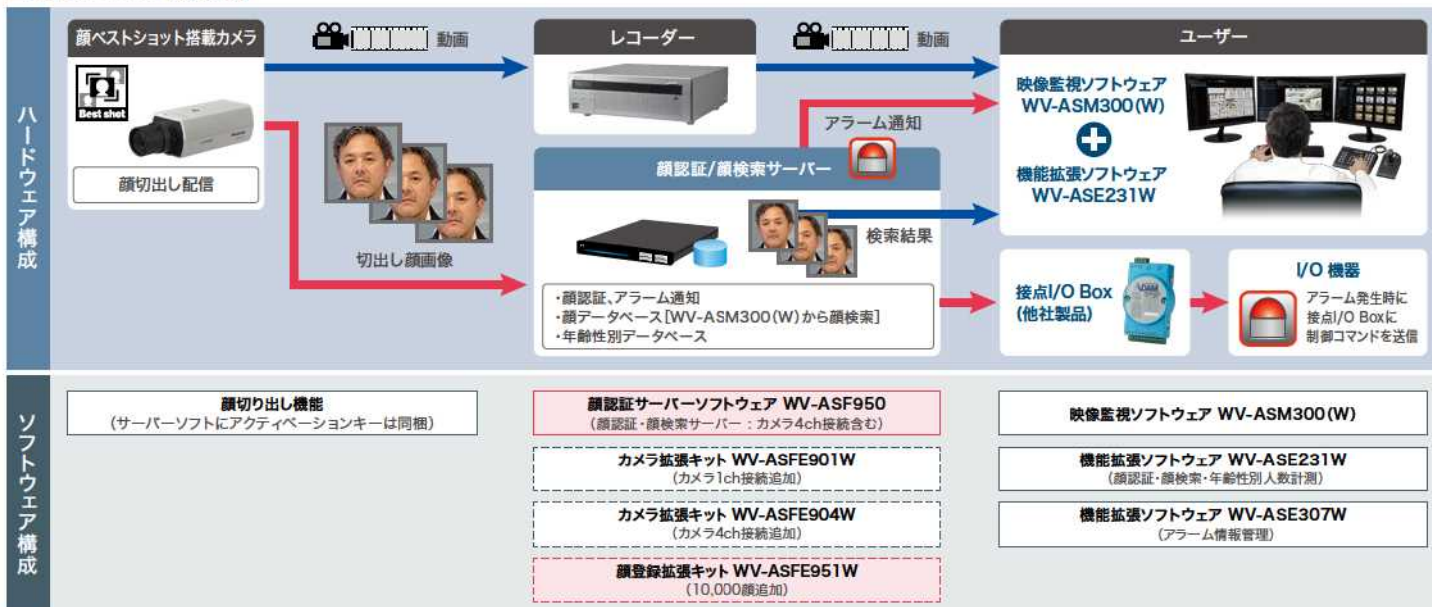 ハードウェア構成
顔ベストショット搭載カメラ
Best shot
顔切出し配信
動画
切出し顔画像
レコーダー
動画
アラーム通知
顔認証/顔検索サーバー
検索結果
・顔認証、アラーム通知
・顔データベース[WV-ASM300(W)から顔検索]
・年齢性別データベース
ユーザー
映像監視ソフトウェア
WV-ASM300(W)
機能拡張ソフトウェア
WV-ASE231W
接点I/O Box
(他社製品)
I/O 機器
アラーム発生時に
接点I/O Boxに
制御コマンドを送信
ソフトウェア構成
顔切り出し機能
(サーバーソフトにアクティベーションキーは同梱)
顔認証サーバーソフトウェア WV-ASF950
(顔認証・顔検索サーバー:カメラ4ch接続含む)
カメラ拡張キット WV-ASFE901W
(カメラ1ch接続追加)
カメラ拡張キット WV-ASFE904W
(カメラ4ch接続追加)
顔登録拡張キット WV-ASFE951W
(10,000顔追加)
映像監視ソフトウェア WV-ASM300(W)
機能拡張ソフトウェア WV-ASE231W
(顔認証・顔検索・年齢性別人数計測)
機能拡張ソフトウェア WV-ASE307W
(アラーム情報管理)